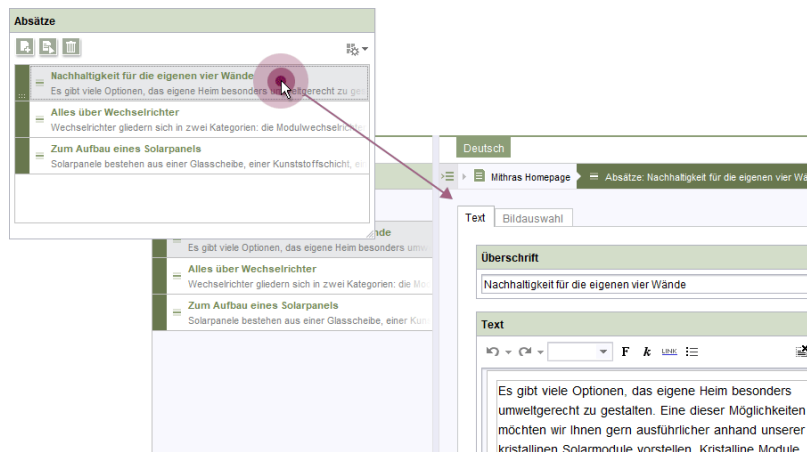 Absätze
Nachhaltigkeit für die eigenen vier Wände
Es gibt viele Optionen, das eigene Heim besonders umweltgerecht zu
Alles über Wechselrichter
Wechselrichter gliedern sich in zwei Kategorien: die Modulwechselrichter
Zum Aufbau eines Solarpanels
Solarpanele bestehen aus einer Glasscheibe, einer Kunststoffschicht,
Es gibt viele Optionen, das eigene Heim besonders
Alles über Wechselrichter
Wechselrichter gliedern sich in zwei Kategorien: die
Zum Aufbau eines Solarpanels
Solarpanele bestehen aus einer Glasscheibe, einer
Deutsch
Mithras Homepage Absätze: Nachhaltigkeit für die eigenen vier
Text Bildauswahl
Überschrift
Nachhaltigkeit für die eigenen vier Wände
Text
F k LINK
Es gibt viele Optionen, das eigene Heim besonders
umweltgerecht zu gestalten. Eine dieser Möglichkeiten
möchten wir Ihnen gern ausführlicher anhand unserer
kristallinen Solarmodule vorstellen. Kristalline Module